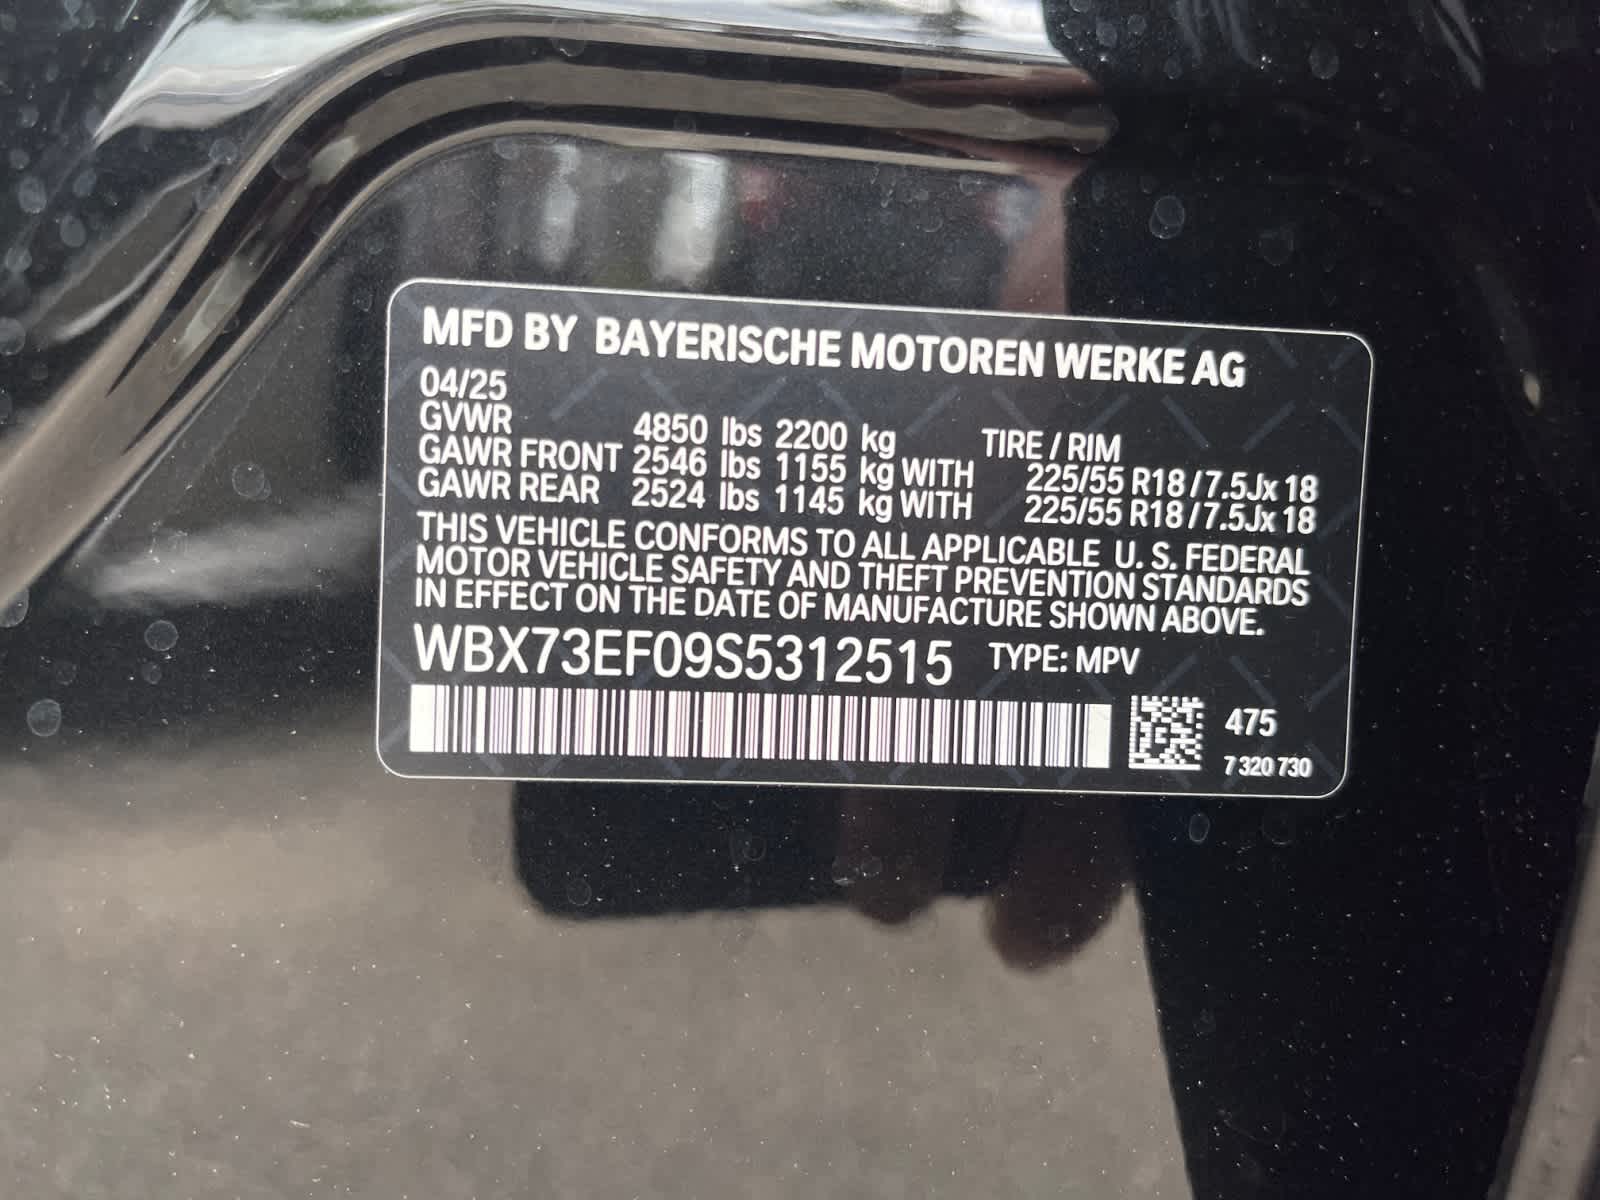 MFD BY BAYERISCHE MOTOREN WERKE AG
04/25
GVWR 4850 lbs 2200 kg TIRE / RIM
GAWR FRONT 2546 lbs 1155 kg WITH 225/55 R18 / 7.5Jx 18
GAWR REAR 2524 lbs 1145 kg WITH 225/55 R18 / 7.5Jx 18
THIS VEHICLE CONFORMS TO ALL APPLICABLE U. S. FEDERAL
MOTOR VEHICLE SAFETY AND THEFT PREVENTION STANDARDS
IN EFFECT ON THE DATE OF MANUFACTURE SHOWN ABOVE.
WBX73EF09S5312515 TYPE: MPV
475
7 320 730